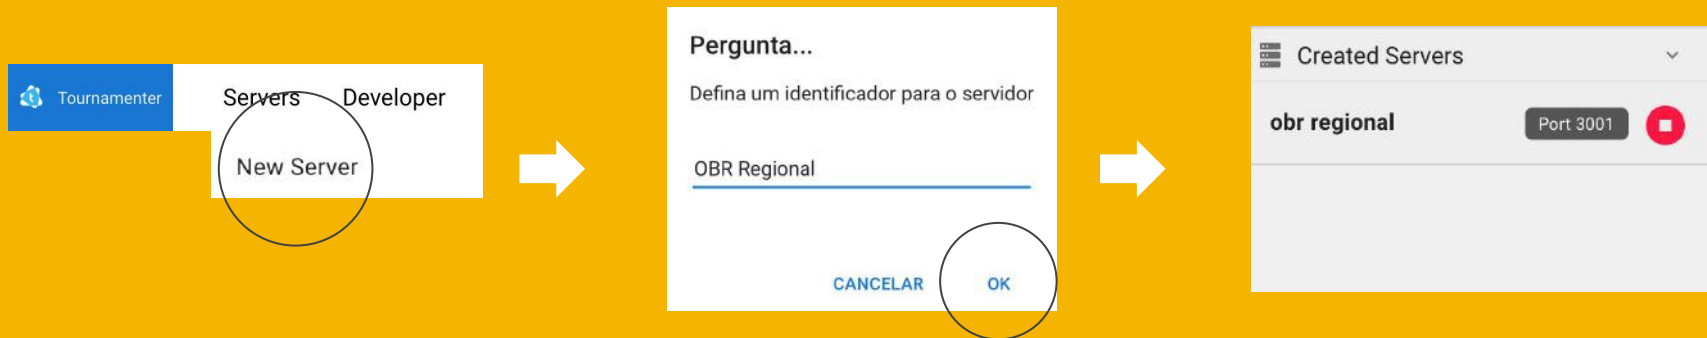 Tournamenter
Servers Developer
New Server
Pergunta...
Defina um identificador para o servidor
OBR Regional
CANCELAR OK
Created Servers
obr regional Port 3001